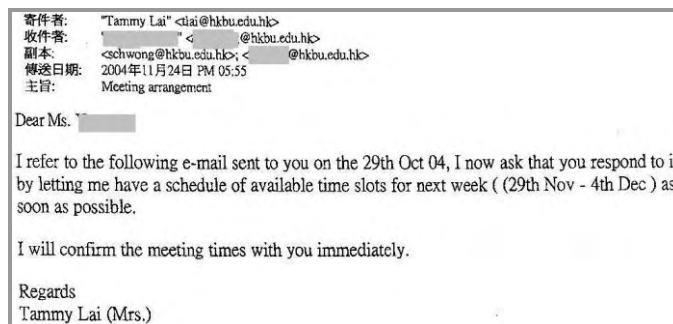 寄件者: "Tammy Lai" <tlai@hkbu.edu.hk>
收件者: " " < @hkbu.edu.hk>
副本: <schwong@hkbu.edu.hk>; < @hkbu.edu.hk>
傳送日期: 2004年11月24日 PM 05:55
主旨: Meeting arrangement
Dear Ms.
I refer to the following e-mail sent to you on the 29th Oct 04, I now ask that you respond to i
by letting me have a schedule of available time slots for next week ( (29th Nov - 4th Dec ) as
soon as possible.
I will confirm the meeting times with you immediately.
Regards
Tammy Lai (Mrs.)